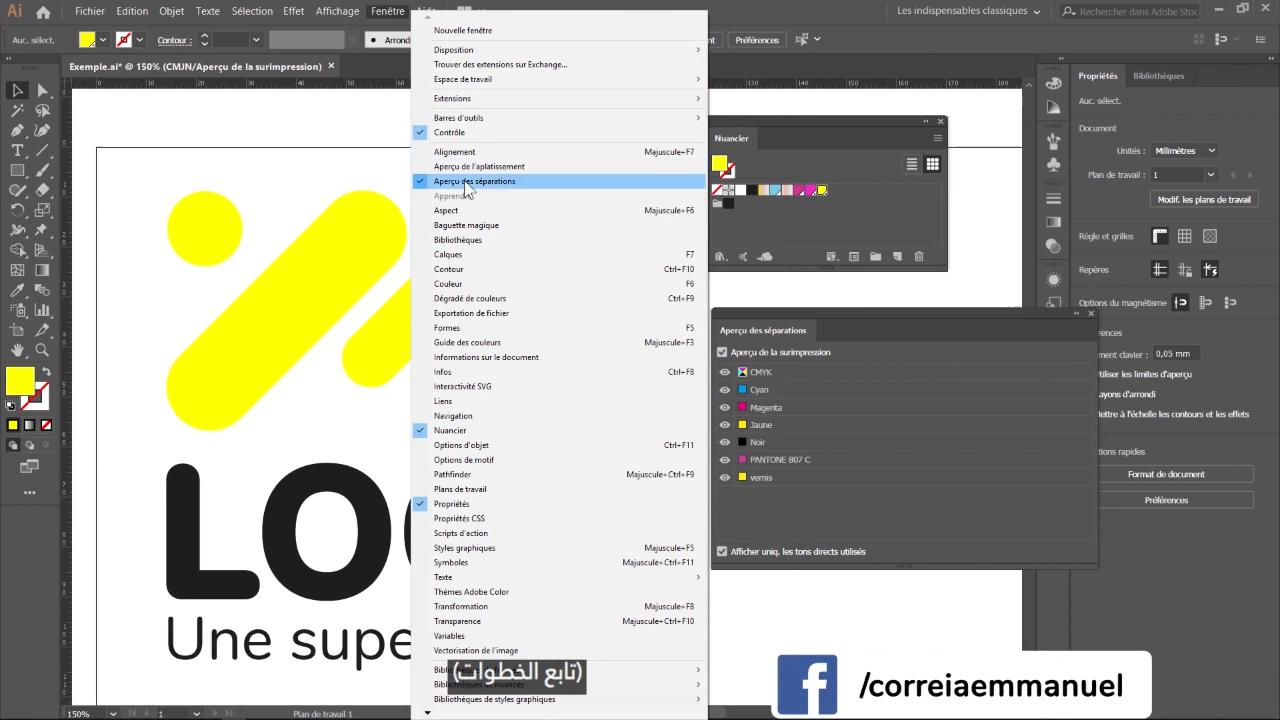 Ai
Fichier Edition Objet Texte Sélection Effet Affichage Fenêtre
Les indispensables classiques
Rechercher dans Adobe Stoc
Auc. sélect.
Contour :
Arrond
Préférences
Exemple.ai* @ 150% (CMJN/Aperçu de la surimpression)
Nouvelle fenêtre
Disposition
Trouver des extensions sur Exchange...
Espace de travail
Extensions
Barres d'outils
Contrôle
Alignement Majuscule+F7
Aperçu de l'aplatissement
Aperçu des séparations
Aspect Majuscule+F6
Baguette magique
Bibliothèques
Calques F7
Contour Ctrl+F10
Couleur F6
Dégradé de couleurs Ctrl+F9
Exportation de fichier
Formes F5
Guide des couleurs Majuscule+F3
Informations sur le document
Infos Ctrl+F8
Interactivité SVG
Liens
Navigation
Nuancier
Options d'objet Ctrl+F11
Options de motif
Pathfinder Majuscule+Ctrl+F9
Plans de travail
Propriétés
Propriétés CSS
Scripts d'action
Styles graphiques Majuscule+F5
Symboles Majuscule+Ctrl+F11
Texte
Thèmes Adobe Color
Transformation Majuscule+F8
Transparence Majuscule+Ctrl+F10
Variables
Vectorisation de l'image
Bibliothèques de styles graphiques
Nuancier
Aperçu des séparations
Aperçu de la surimpression
CMYK
Cyan
Magenta
Jaune
Noir
PANTONE 807 C
vernis
Afficher uniq. les tons directs utilisés
Propriétés Bibliothèques
Auc. sélect.
Document
Unités : Millimètres
Plan de travail : 1
Modif. les plans de travail
Règle et grilles
Repères
Options du magnétisme
ment clavier : 0,05 mm
tiliser les limites d'aperçu
ayons d'arrondi
ettre à l'échelle les contours et les effets
Format de document
Préférences
LO
Une supe
(تابع الخطوات)
/correiaemmanuel
150% 1 Plan de travail 1